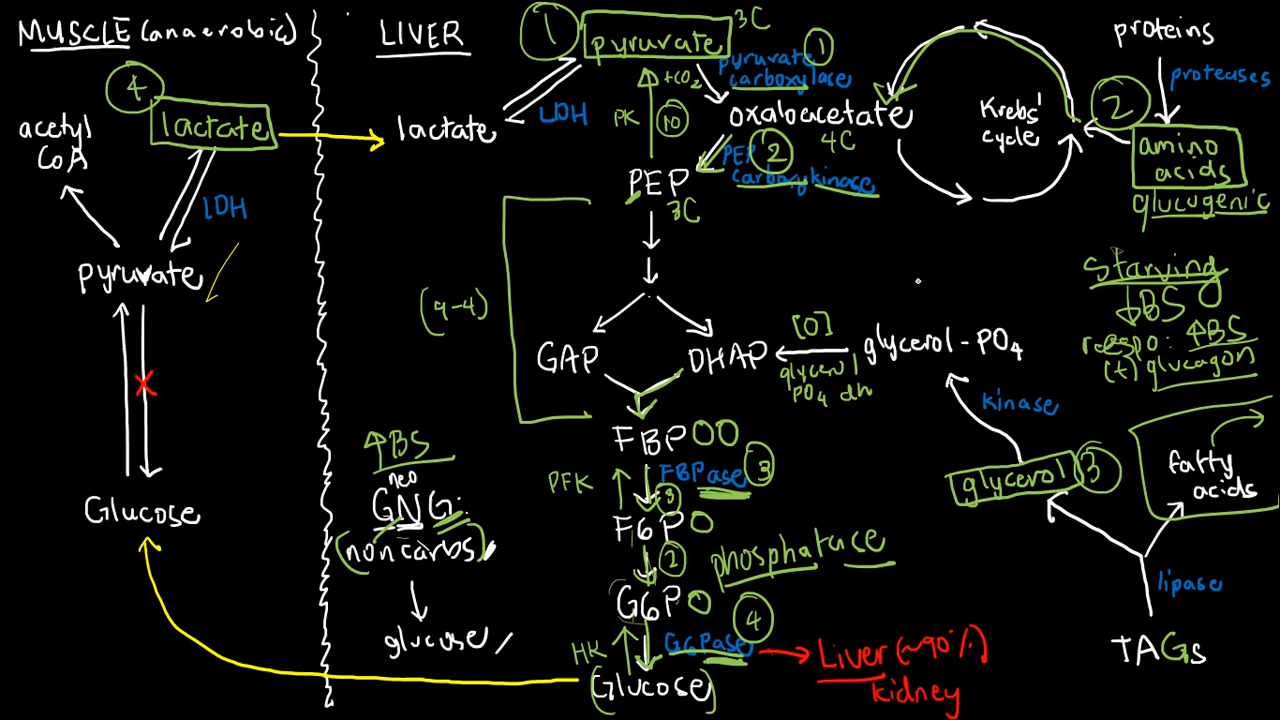 MUSCLE (anaerobic)
4
lactate
acetyl
CoA
LDH
pyruvate
X
Glucose
LIVER
1
pyruvate
3C
LDH
lactate
+CO₂
PK
10
pyruvate 1
carboxylase
oxaloacetate
4C
PEP 2
carboxykinase
PEP
3C
Krebs'
cycle
proteins
proteases
2
amino
acids
glucogenic
Starving
↓BS
↑BS
(+) glucagon
(9-4)
GAP
DHAP
[O]
glycerol
PO4 dh
glycerol-PO4
kinase
glycerol 3
fatty
acids
lipase
TAGs
FBP
PFK
FBPase 3
3
F6P
2
phosphatase
G6P
HK
G6Pase 4
Liver (~90%)
kidney
(Glucose)
↑BS
neo
GNG:
(noncarbs)
glucose